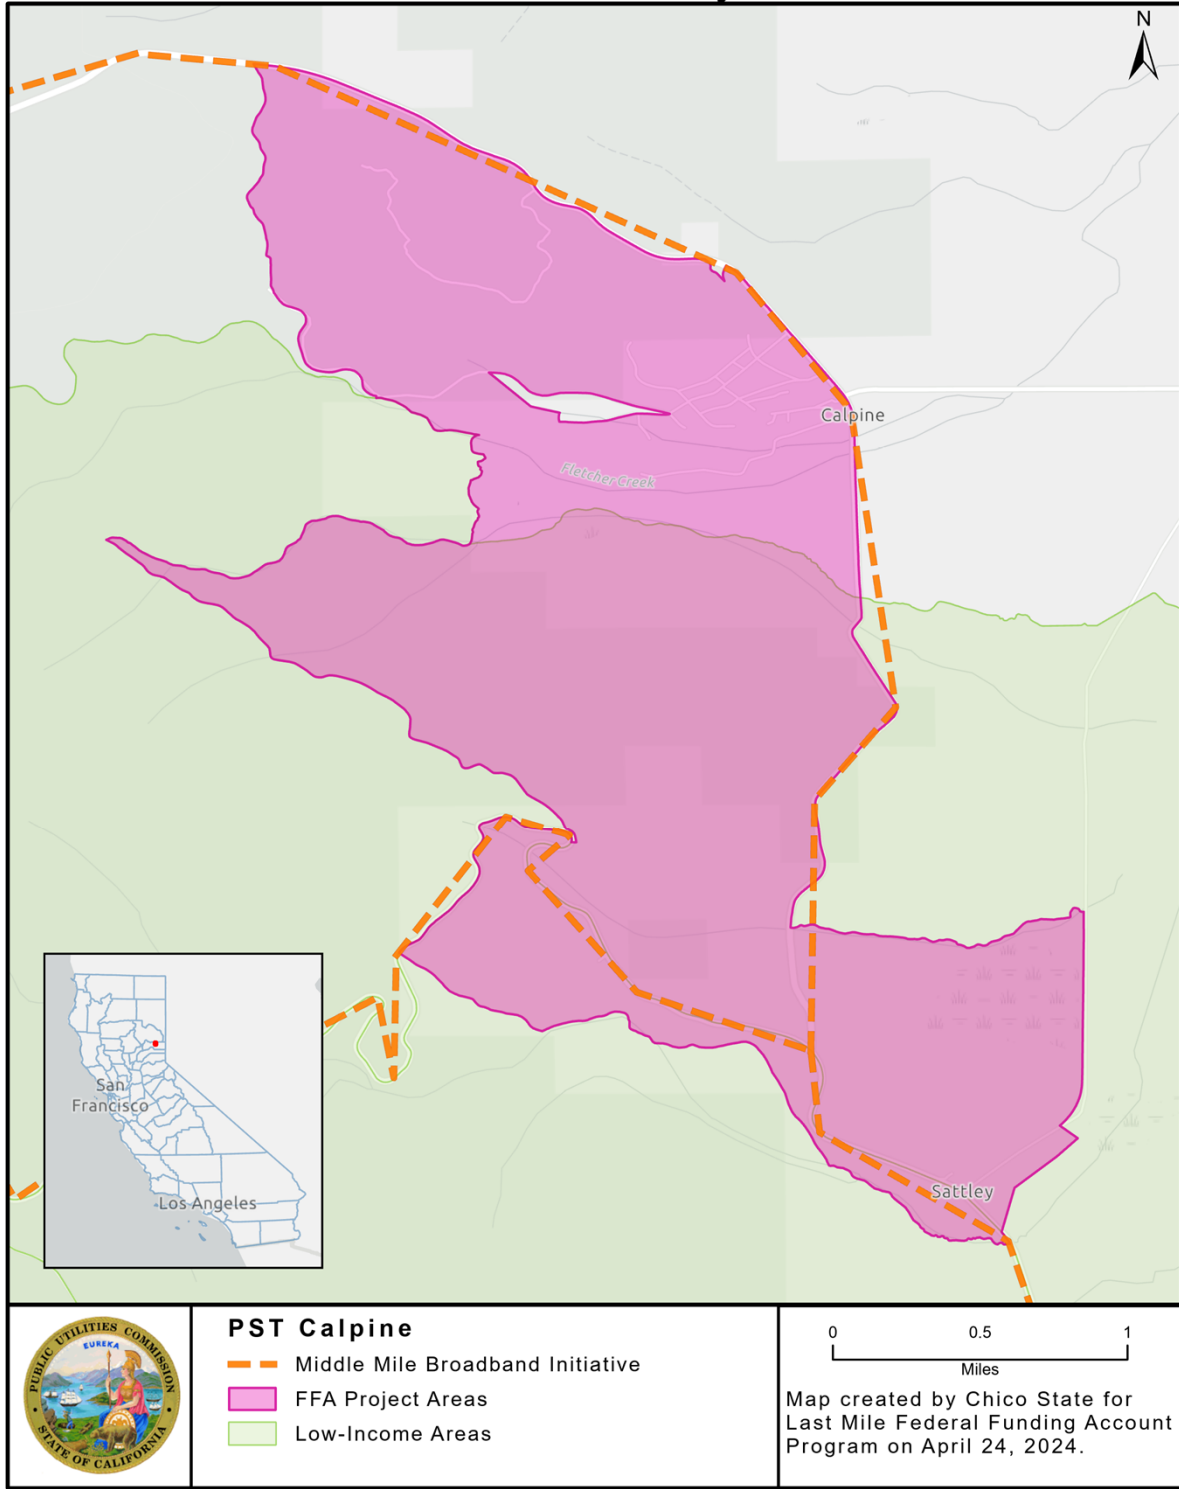 N
Calpine
Fletcher Creek
Sattley
San
Francisco
Los Angeles
PUBLIC UTILITIES COMMISSION
EUREKA
STATE OF CALIFORNIA
PST Calpine
Middle Mile Broadband Initiative
FFA Project Areas
Low-Income Areas
0 0.5 1
Miles
Map created by Chico State for
Last Mile Federal Funding Account
Program on April 24, 2024.